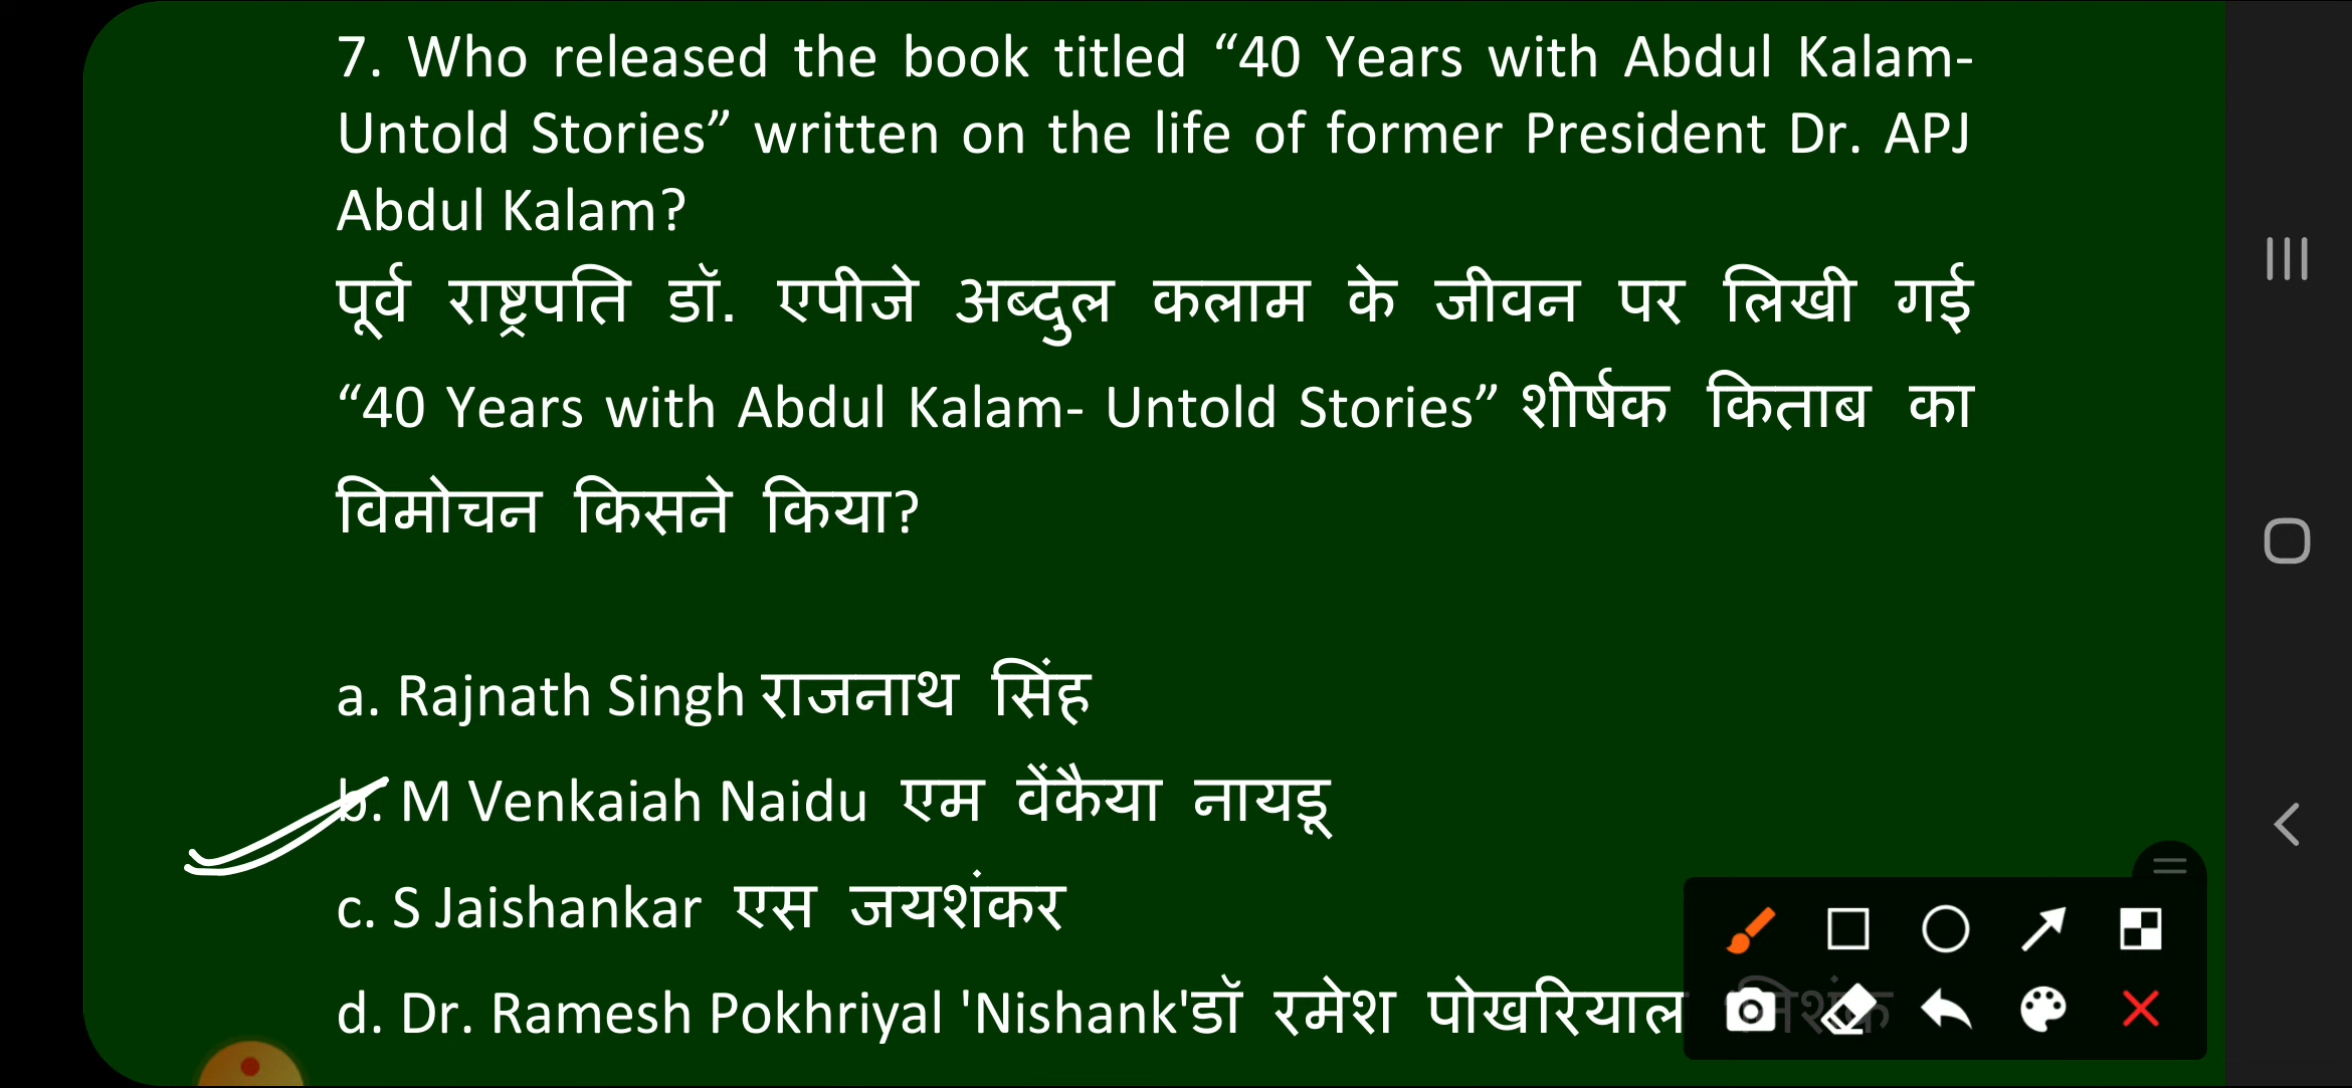 7. Who released the book titled “40 Years with Abdul Kalam-
Untold Stories” written on the life of former President Dr. APJ
Abdul Kalam?
पूर्व राष्ट्रपति डॉ. एपीजे अब्दुल कलाम के जीवन पर लिखी गई
“40 Years with Abdul Kalam- Untold Stories” शीर्षक किताब का
विमोचन किसने किया?
a. Rajnath Singh राजनाथ सिंह
b. M Venkaiah Naidu एम वेंकैया नायडू
c. S Jaishankar एस जयशंकर
d. Dr. Ramesh Pokhriyal 'Nishank'डॉ रमेश पोखरियाल